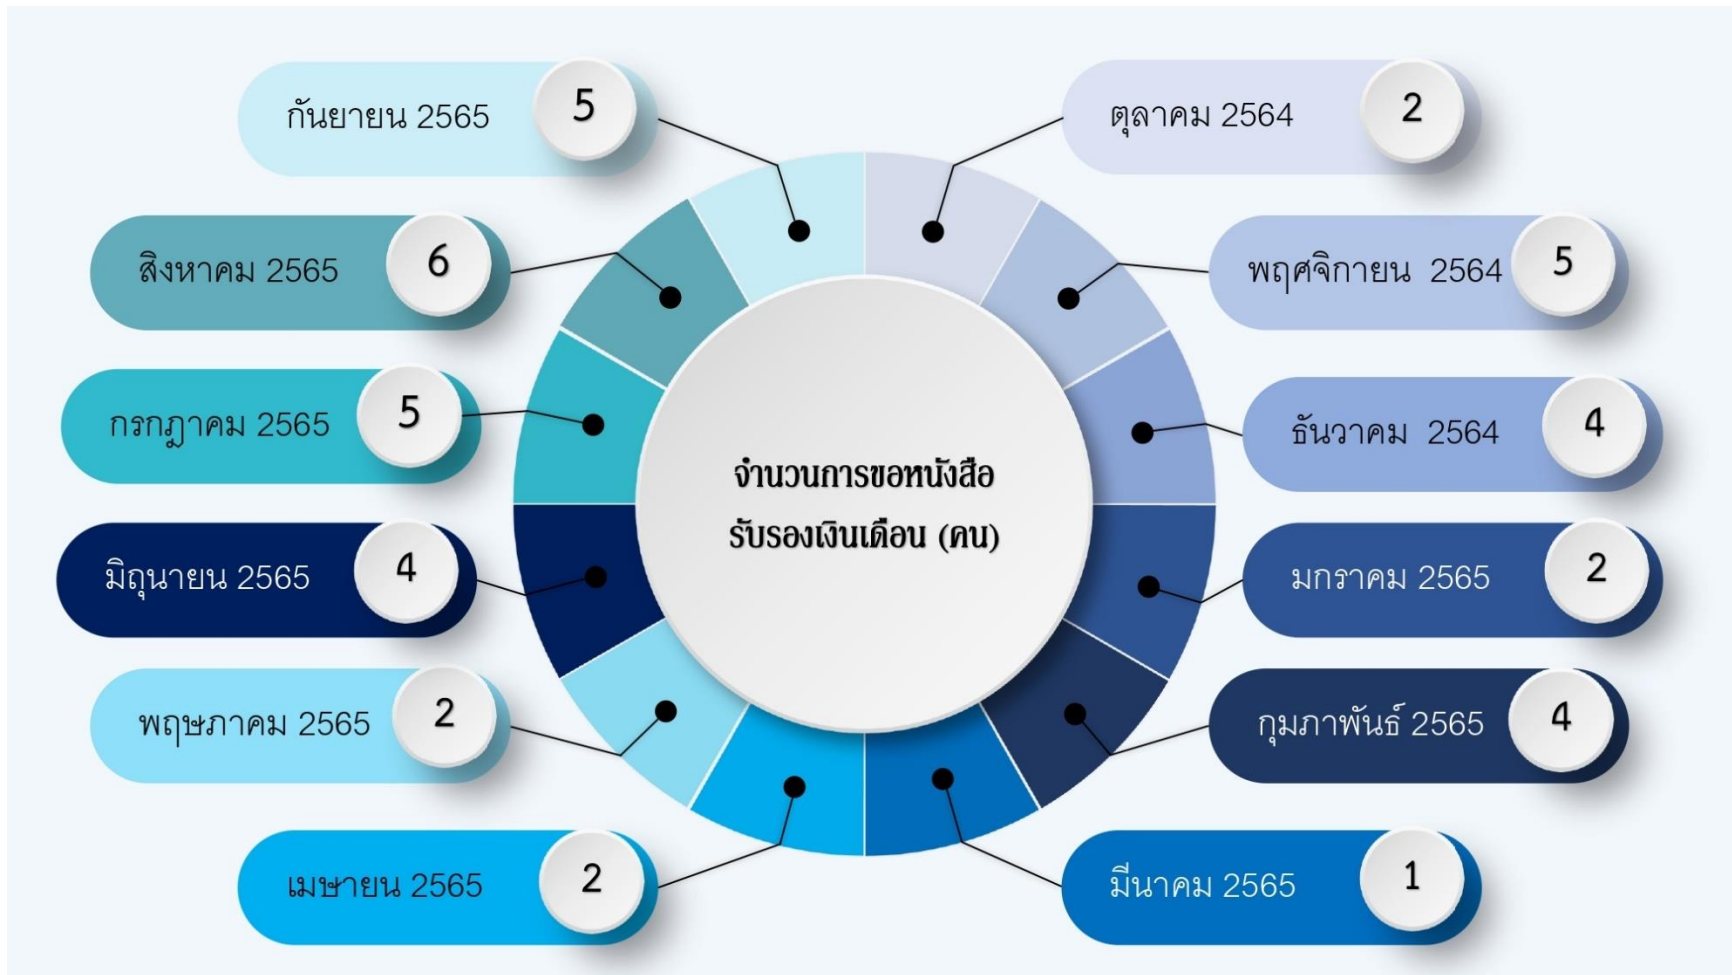 จำนวนการขอหนังสือ
รับรองเงินเดือน (คน)
ตุลาคม 2564 2
พฤศจิกายน 2564 5
ธันวาคม 2564 4
มกราคม 2565 2
กุมภาพันธ์ 2565 4
มีนาคม 2565 1
เมษายน 2565 2
พฤษภาคม 2565 2
มิถุนายน 2565 4
กรกฎาคม 2565 5
สิงหาคม 2565 6
กันยายน 2565 5